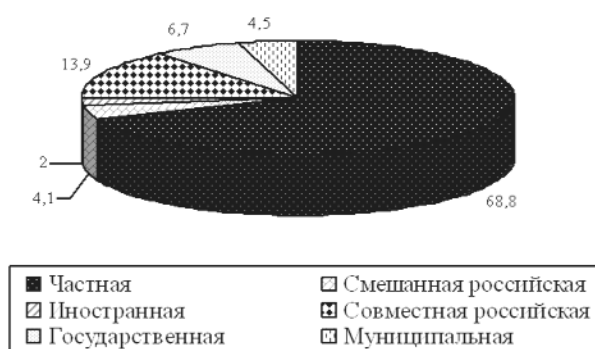 6,7
4,5
13,9
2
4,1
68,8
Частная
Смешанная российская
Иностранная
Совместная российская
Государственная
Муниципальная